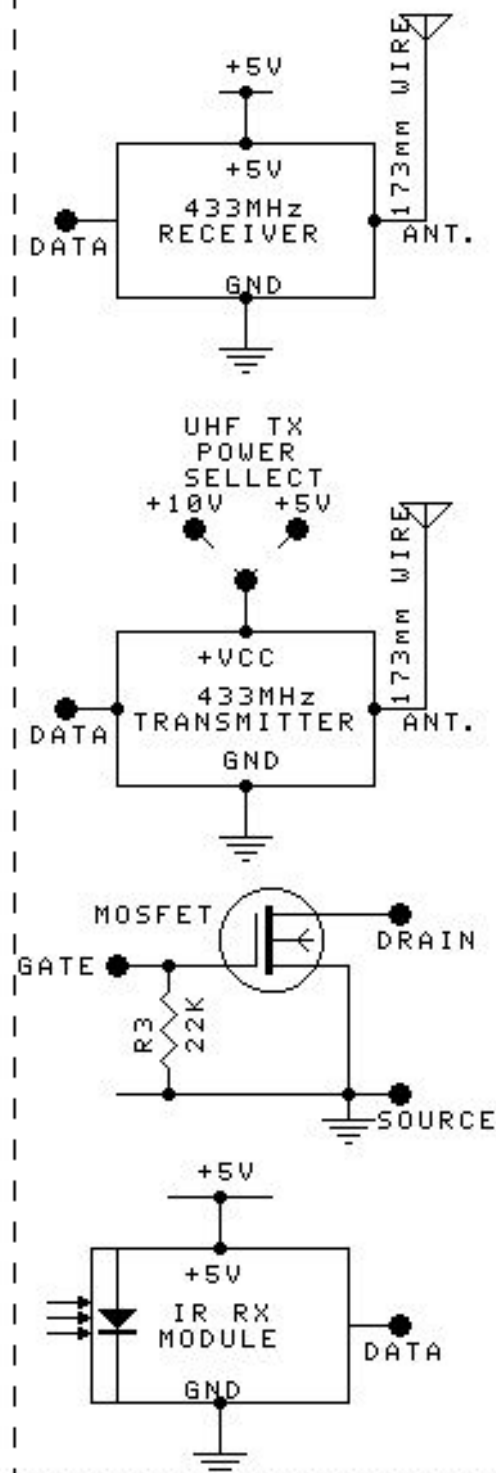 +5V
173mm WIRE
+5V
433MHz
RECEIVER
DATA
ANT.
GND
UHF TX
POWER
SELLECT
+10V
+5V
173mm WIRE
+VCC
433MHz
TRANSMITTER
DATA
ANT.
GND
MOSFET
DRAIN
GATE
R3
22K
SOURCE
+5V
+5V
IR RX
MODULE
DATA
GND